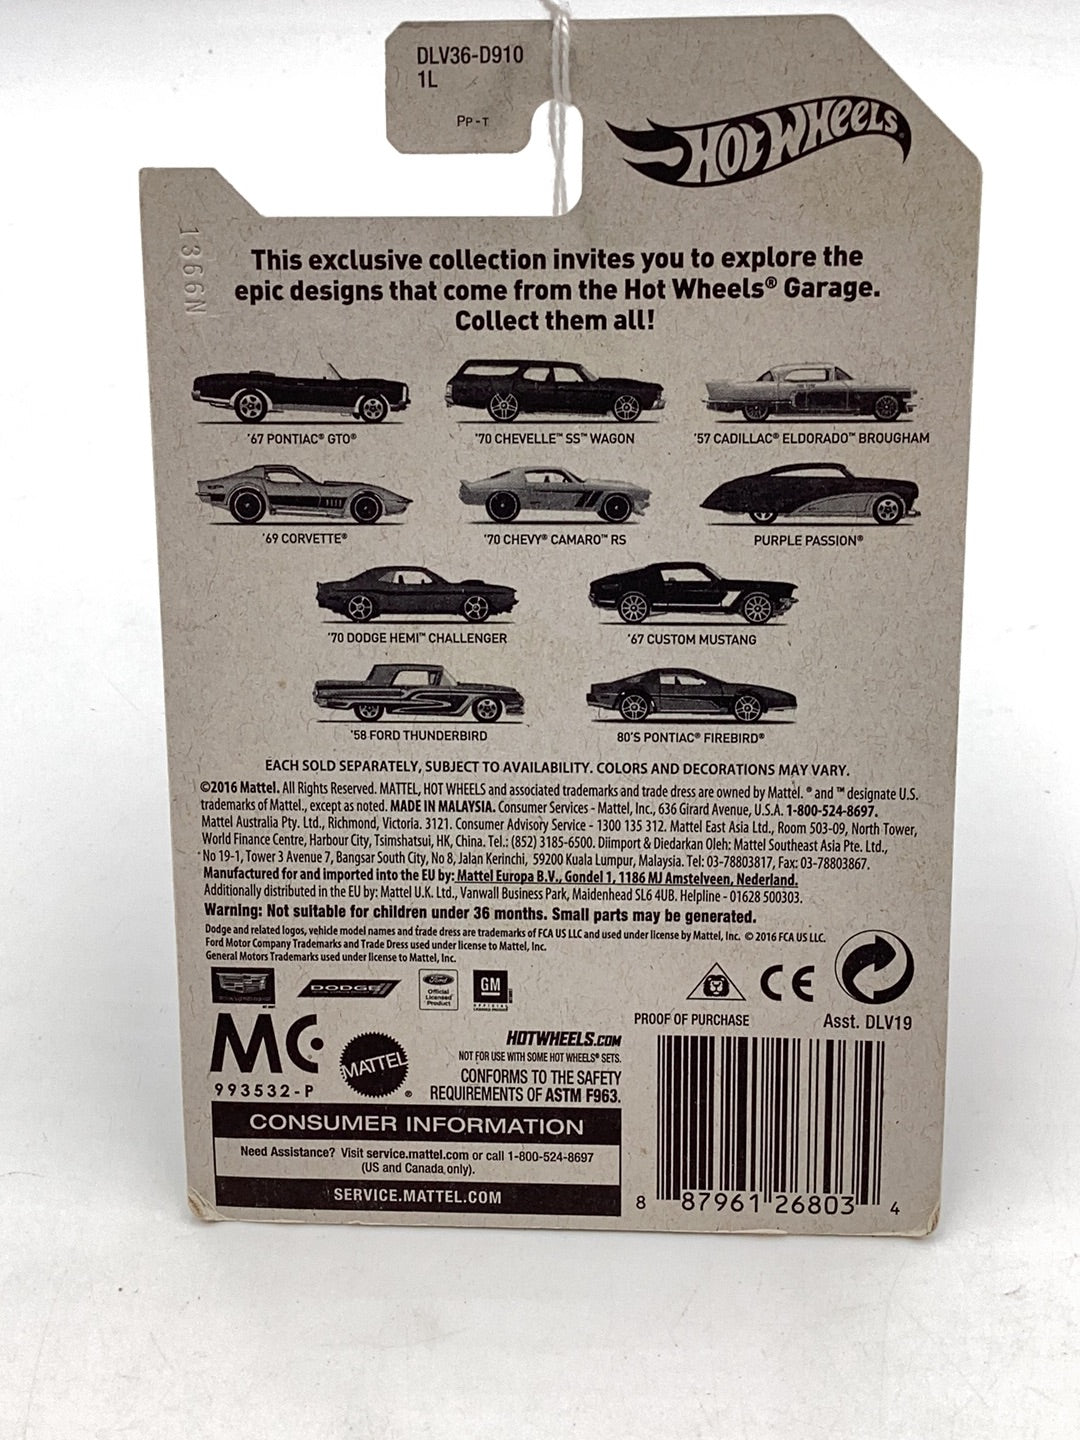 DLV36-D910
1L
PP-T
HOT WHEELS®
1366N
This exclusive collection invites you to explore the
epic designs that come from the Hot Wheels® Garage.
Collect them all!
'67 PONTIAC® GTO®
'70 CHEVELLE™ SS™ WAGON
'57 CADILLAC® ELDORADO™ BROUGHAM
'69 CORVETTE®
'70 CHEVY® CAMARO™ RS
PURPLE PASSION®
'70 DODGE HEMI™ CHALLENGER
'67 CUSTOM MUSTANG
'58 FORD THUNDERBIRD
80'S PONTIAC® FIREBIRD®
EACH SOLD SEPARATELY, SUBJECT TO AVAILABILITY. COLORS AND DECORATIONS MAY VARY.
©2016 Mattel. All Rights Reserved. MATTEL, HOT WHEELS and associated trademarks and trade dress are owned by Mattel. ® and ™ designate U.S.
trademarks of Mattel., except as noted. MADE IN MALAYSIA. Consumer Services - Mattel, Inc., 636 Girard Avenue, U.S.A. 1-800-524-8697.
Mattel Australia Pty. Ltd., Richmond, Victoria. 3121. Consumer Advisory Service - 1300 135 312. Mattel East Asia Ltd., Room 503-09, North Tower,
World Finance Centre, Harbour City, Tsimshatsui, HK, China. Tel.: (852) 3185-6500. Diimport & Diedarkan Oleh: Mattel Southeast Asia Pte. Ltd.,
No 19-1, Tower 3 Avenue 7, Bangsar South City, No 8, Jalan Kerinchi, 59200 Kuala Lumpur, Malaysia. Tel: 03-78803817, Fax: 03-78803867.
Manufactured for and imported into the EU by: Mattel Europa B.V., Gondel 1, 1186 MJ Amstelveen, Nederland.
Additionally distributed in the EU by: Mattel U.K. Ltd., Vanwall Business Park, Maidenhead SL6 4UB. Helpline - 01628 500303.
Warning: Not suitable for children under 36 months. Small parts may be generated.
Dodge and related logos, vehicle model names and trade dress are trademarks of FCA US LLC and used under license by Mattel, Inc. © 2016 FCA US LLC.
Ford Motor Company Trademarks and Trade Dress used under license to Mattel, Inc.
General Motors Trademarks used under license to Mattel, Inc.
DODGE
Ford
Official
Licensed
Product
GM
CE
MC
993532-P
MATTEL®
HOTWHEELS.COM
NOT FOR USE WITH SOME HOT WHEELS® SETS.
CONFORMS TO THE SAFETY
REQUIREMENTS OF ASTM F963.
PROOF OF PURCHASE
Asst. DLV19
CONSUMER INFORMATION
Need Assistance? Visit service.mattel.com or call 1-800-524-8697
(US and Canada only).
SERVICE.MATTEL.COM
8 87961 26803 4